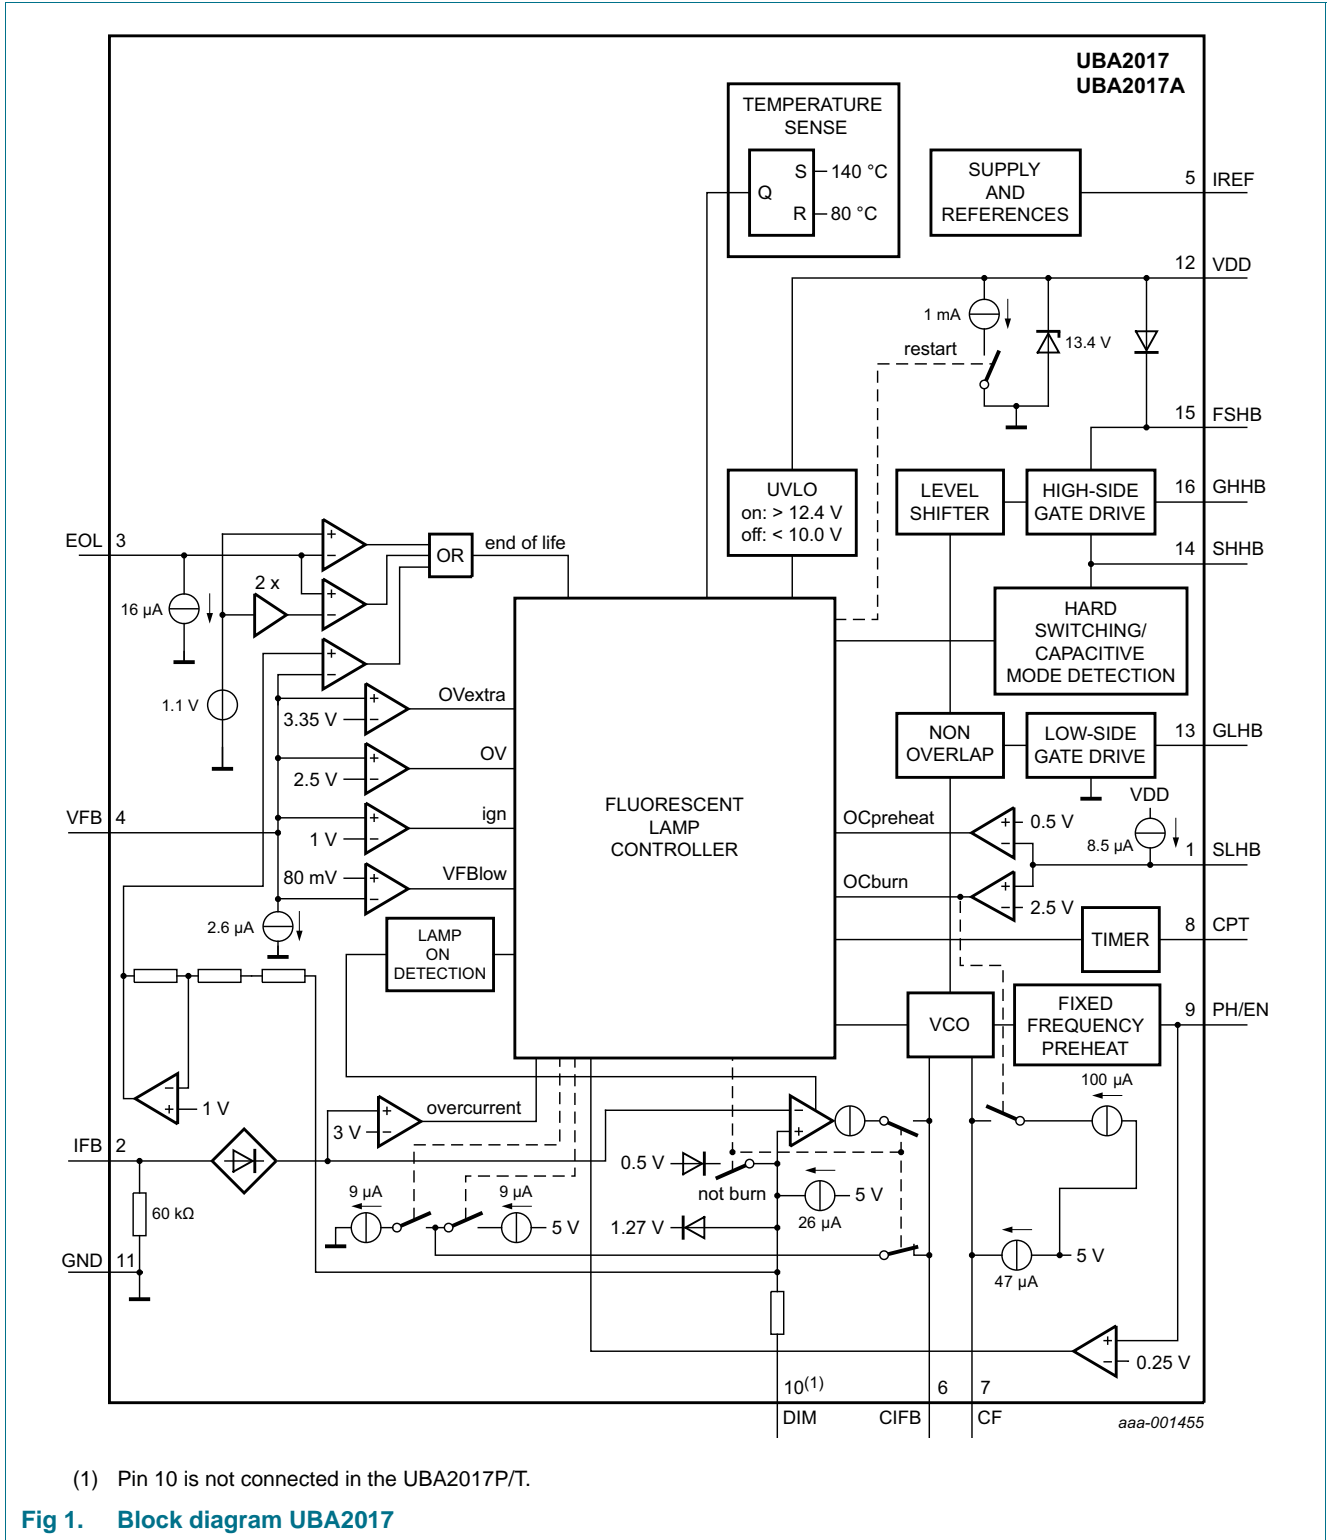 UBA2017
UBA2017A
TEMPERATURE
SENSE
S
140 °C
Q
R
80 °C
SUPPLY
AND
REFERENCES
5
IREF
12
VDD
1 mA
13.4 V
restart
15
FSHB
UVLO
on: > 12.4 V
off: < 10.0 V
LEVEL
SHIFTER
HIGH-SIDE
GATE DRIVE
16
GHHB
14
SHHB
EOL
3
+
−
OR
end of life
2 x
+
−
16 µA
HARD
SWITCHING/
CAPACITIVE
MODE DETECTION
+
−
1.1 V
+
−
3.35 V
OVextra
NON
OVERLAP
LOW-SIDE
GATE DRIVE
13
GLHB
+
−
2.5 V
OV
VDD
FLUORESCENT
LAMP
CONTROLLER
VFB
4
+
−
1 V
ign
OCpreheat
+
−
0.5 V
8.5 µA
1
SLHB
80 mV
+
−
VFBlow
OCburn
+
−
2.5 V
2.6 µA
LAMP
ON
DETECTION
TIMER
8
CPT
VCO
FIXED
FREQUENCY
PREHEAT
9
PH/EN
−
+
1 V
100 µA
+
−
3 V
overcurrent
−
+
IFB
2
0.5 V
not burn
60 kΩ
9 µA
9 µA
5 V
5 V
26 µA
1.27 V
GND
11
5 V
47 µA
+
−
0.25 V
10(1)
6
7
DIM
CIFB
CF
aaa-001455
(1) Pin 10 is not connected in the UBA2017P/T.
Fig 1. Block diagram UBA2017